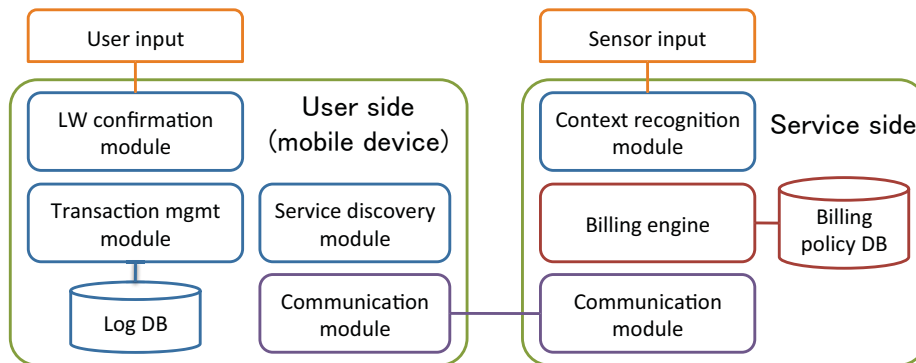 User input
Sensor input
LW confirmation
module
User side
(mobile device)
Context recognition
module
Service side
Transaction mgmt
module
Service discovery
module
Billing engine
Billing
policy DB
Log DB
Communication
module
Communication
module